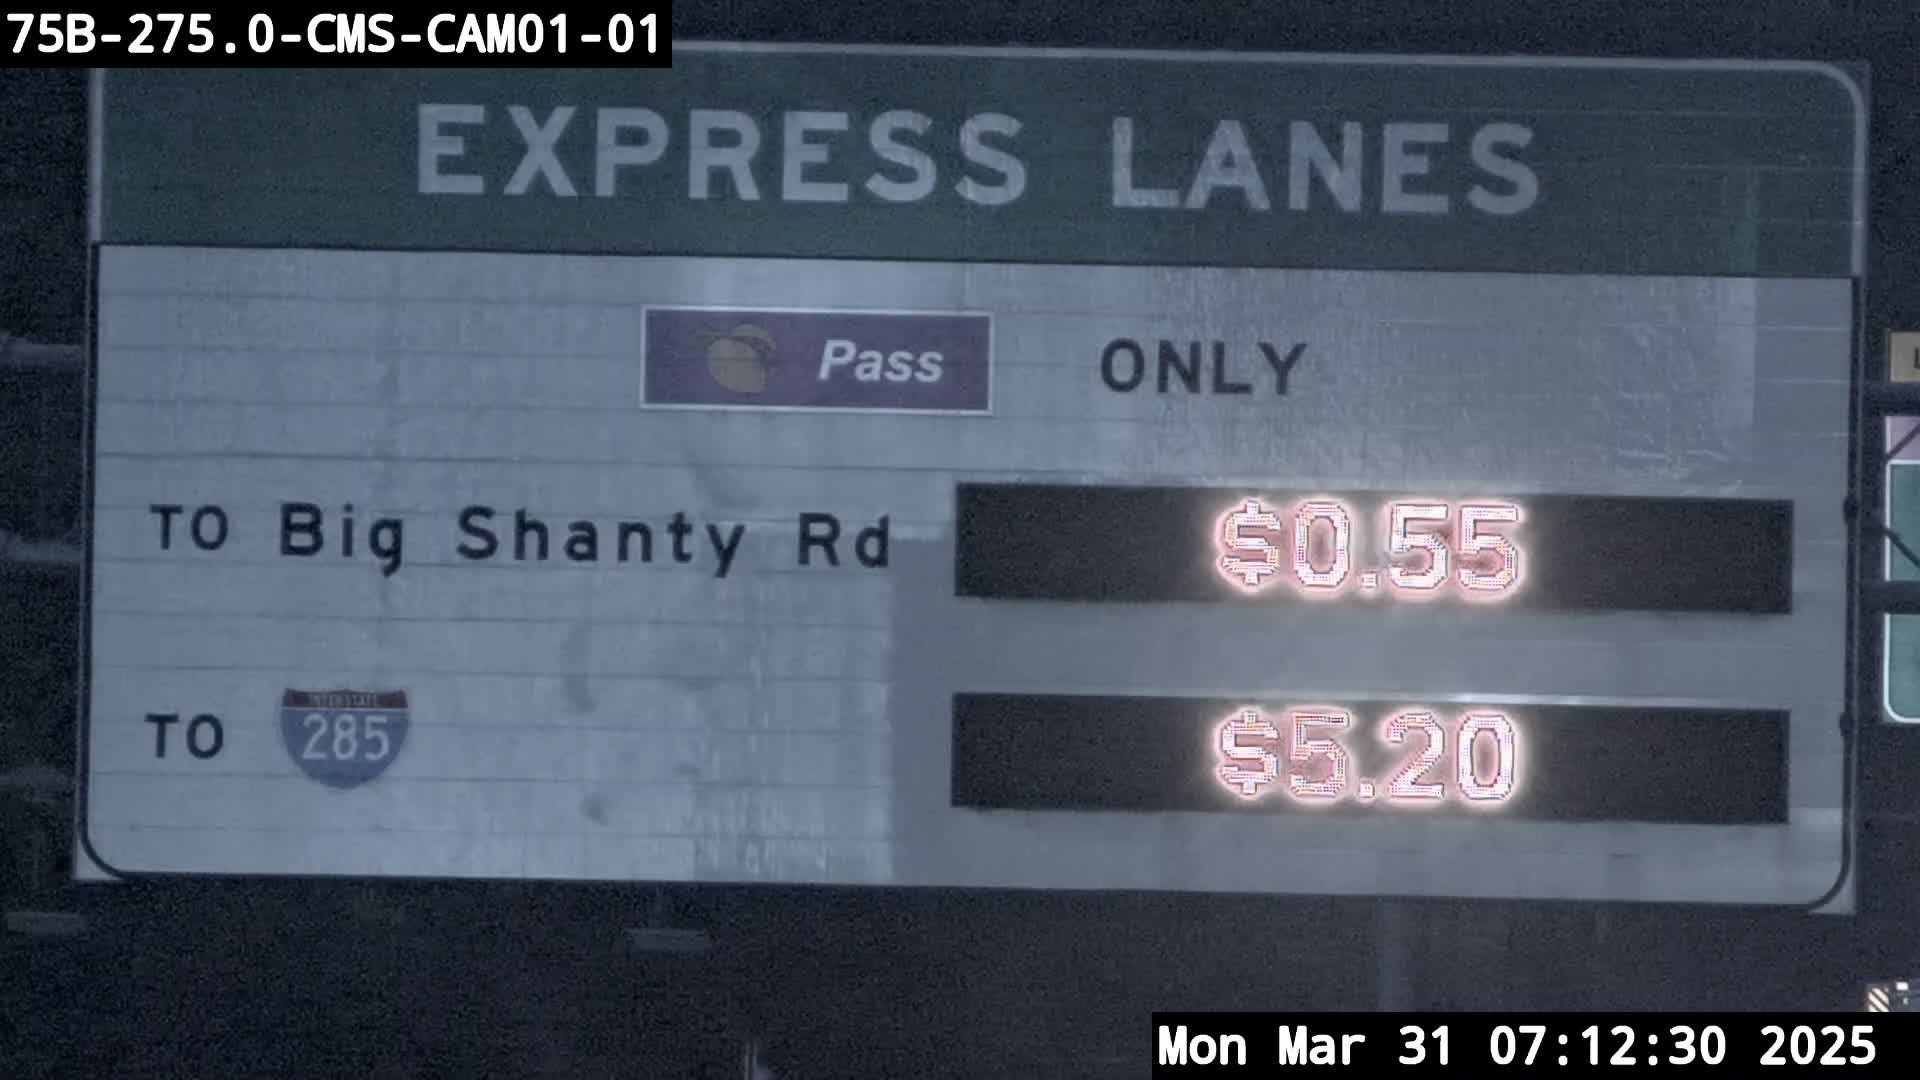 75B-275.0-CMS-CAM01-01
EXPRESS LANES
Pass ONLY
TO Big Shanty Rd $0.55
TO INTERSTATE 285 $5.20
Mon Mar 31 07:12:30 2025